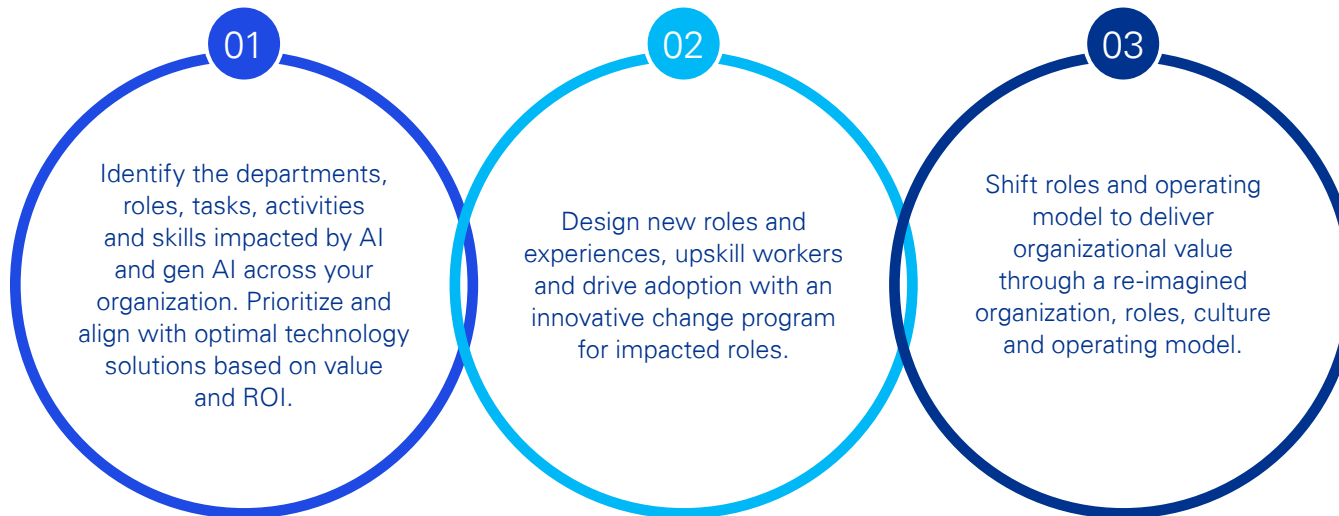 01
Identify the departments,
roles, tasks, activities
and skills impacted by AI
and gen AI across your
organization. Prioritize and
align with optimal technology
solutions based on value
and ROI.
02
Design new roles and
experiences, upskill workers
and drive adoption with an
innovative change program
for impacted roles.
03
Shift roles and operating
model to deliver
organizational value
through a re-imagined
organization, roles, culture
and operating model.